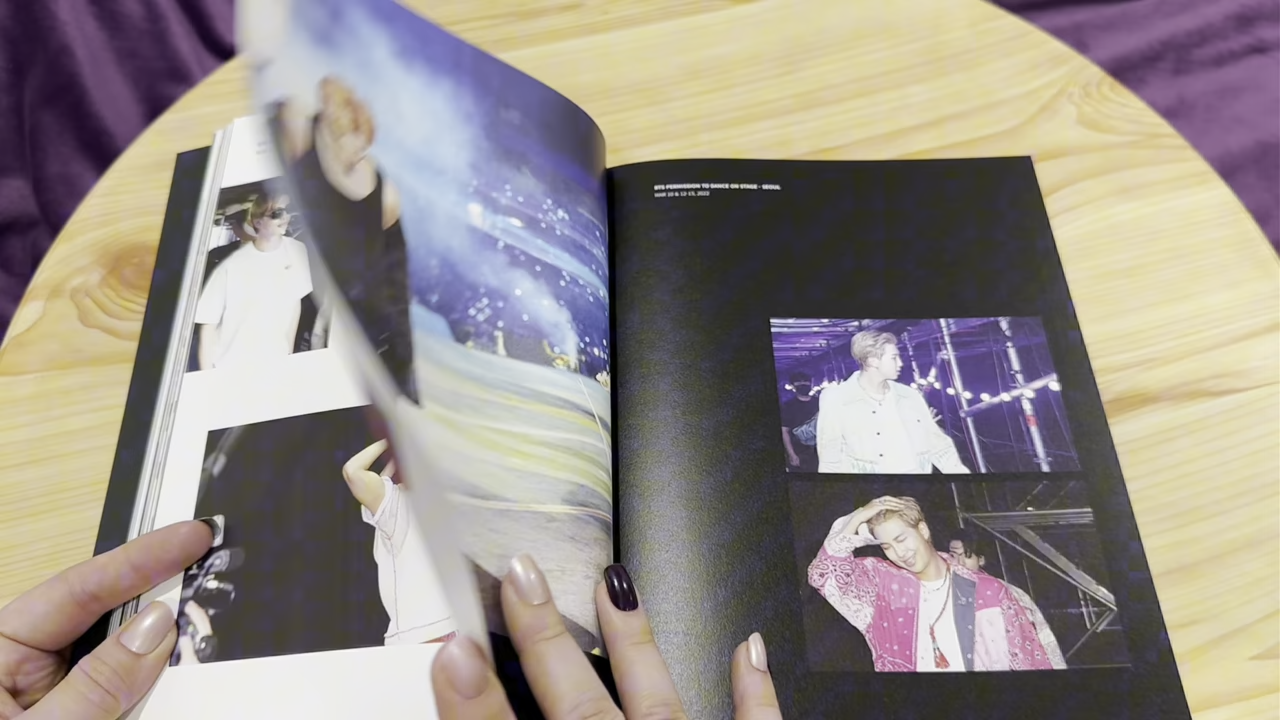 BTS PERMISSION TO DANCE ON STAGE - SEOUL
MAR 10 & 12-13, 2022